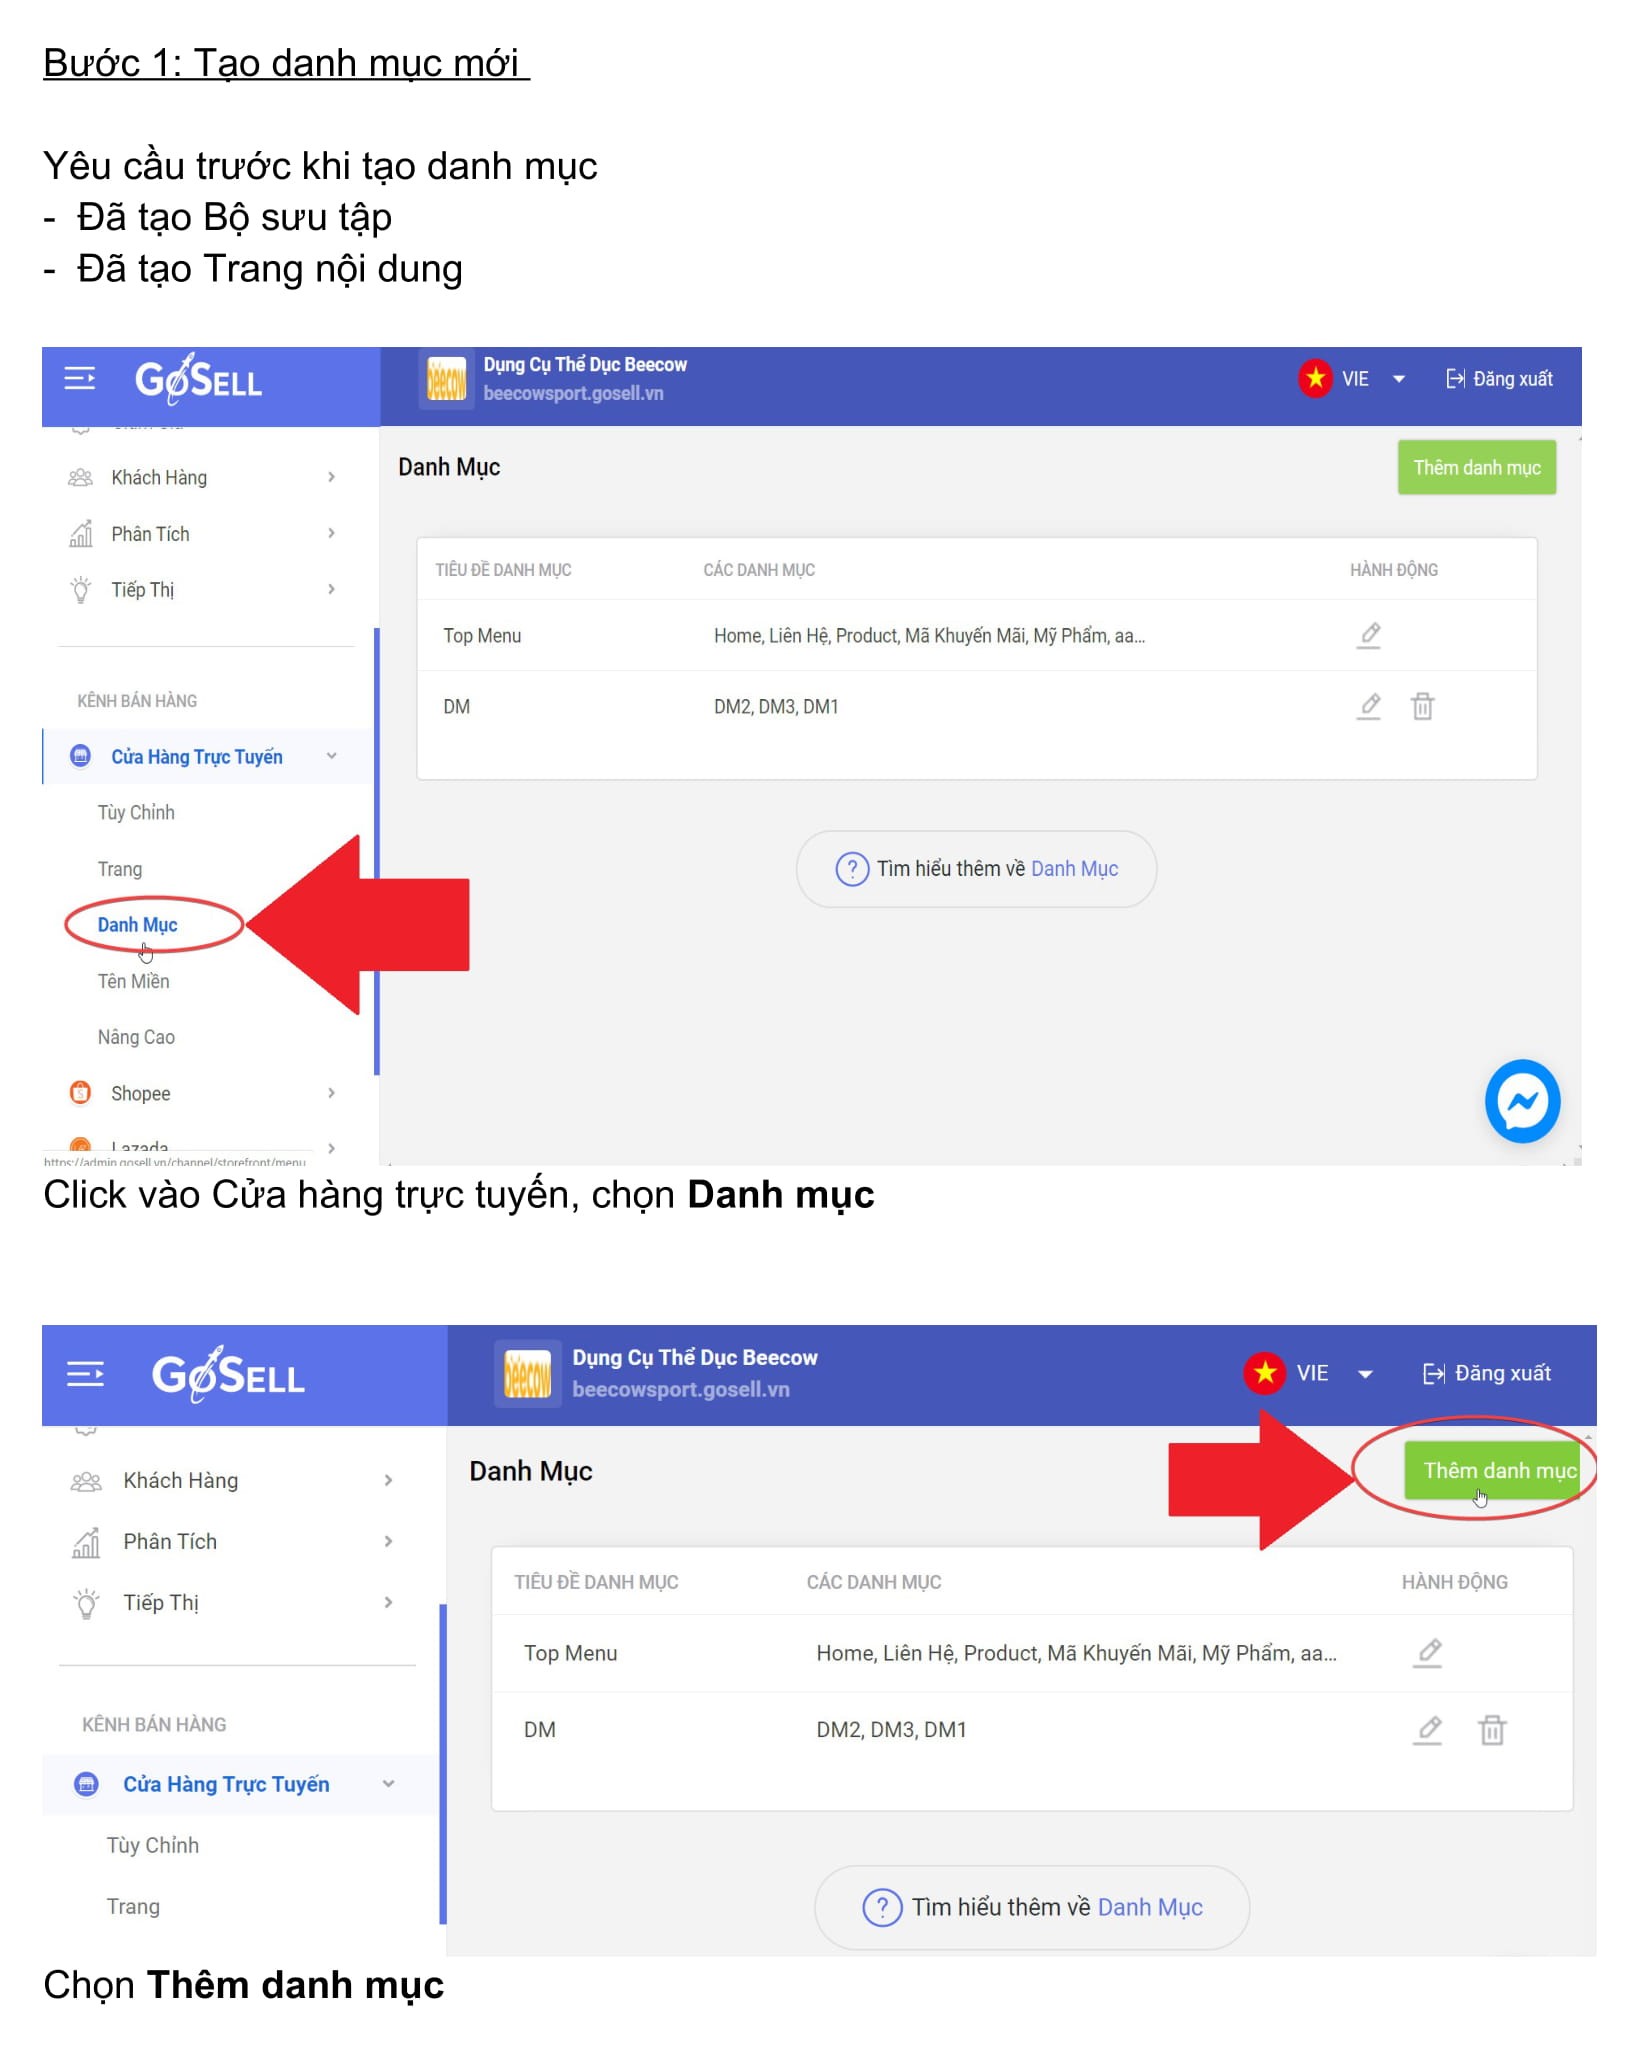 Bước 1: Tạo danh mục mới
Yêu cầu trước khi tạo danh mục
- Đã tạo Bộ sưu tập
- Đã tạo Trang nội dung
GoSELL
beecow
Dụng Cụ Thể Dục Beecow
beecowsport.gosell.vn
VIE
Đăng xuất
Khách Hàng
Phân Tích
Tiếp Thị
KÊNH BÁN HÀNG
Cửa Hàng Trực Tuyến
Tùy Chỉnh
Trang
Danh Mục
Tên Miền
Nâng Cao
Shopee
Lazada
https://admin.gosell.vn/channel/storefront/menu
Danh Mục
Thêm danh mục
TIÊU ĐỀ DANH MỤC CÁC DANH MỤC HÀNH ĐỘNG
Top Menu Home, Liên Hệ, Product, Mã Khuyến Mãi, Mỹ Phẩm, aa...
DM DM2, DM3, DM1
? Tìm hiểu thêm về Danh Mục
Click vào Cửa hàng trực tuyến, chọn Danh mục
GoSELL
beecow
Dụng Cụ Thể Dục Beecow
beecowsport.gosell.vn
VIE
Đăng xuất
Khách Hàng
Phân Tích
Tiếp Thị
KÊNH BÁN HÀNG
Cửa Hàng Trực Tuyến
Tùy Chỉnh
Trang
Danh Mục
Thêm danh mục
TIÊU ĐỀ DANH MỤC CÁC DANH MỤC HÀNH ĐỘNG
Top Menu Home, Liên Hệ, Product, Mã Khuyến Mãi, Mỹ Phẩm, aa...
DM DM2, DM3, DM1
? Tìm hiểu thêm về Danh Mục
Chọn Thêm danh mục